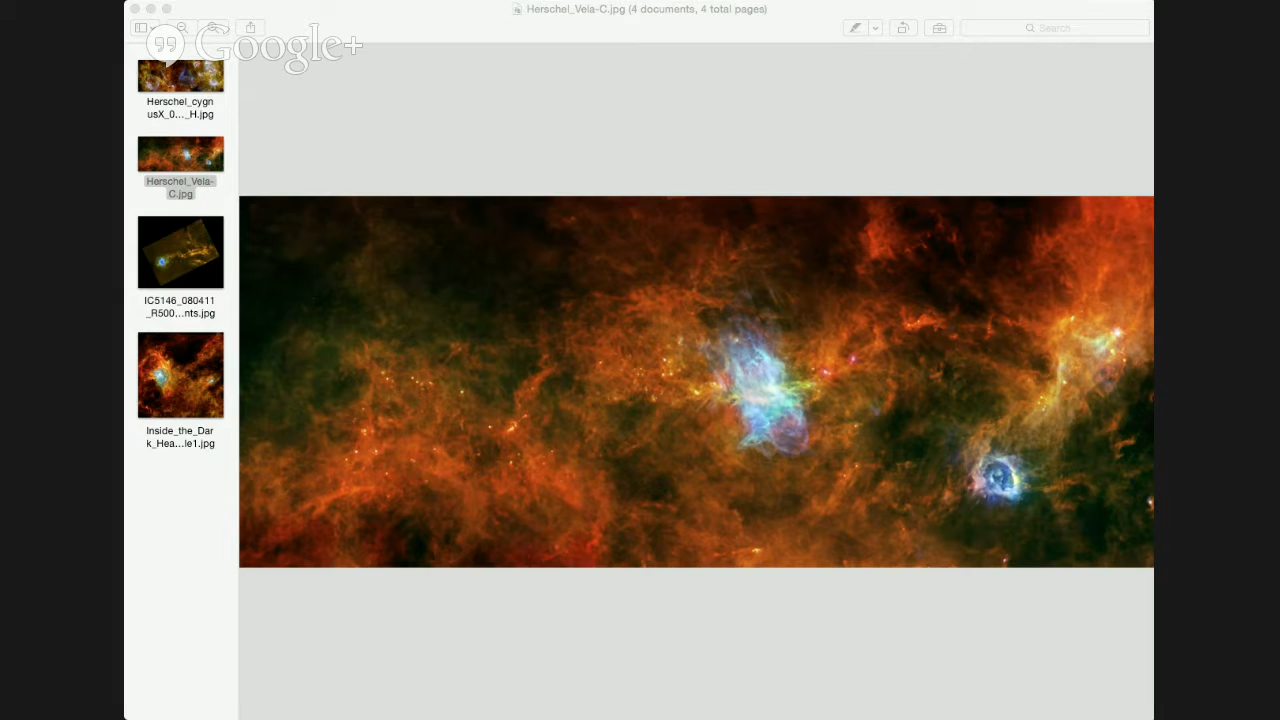 Herschel_Vela-C.jpg (4 documents, 4 total pages)
Search
Google+
Herschel_cygn
usX_0..._H.jpg
Herschel_Vela-
C.jpg
IC5146_080411
_R500...nts.jpg
Inside_the_Dar
k_Hea...le1.jpg